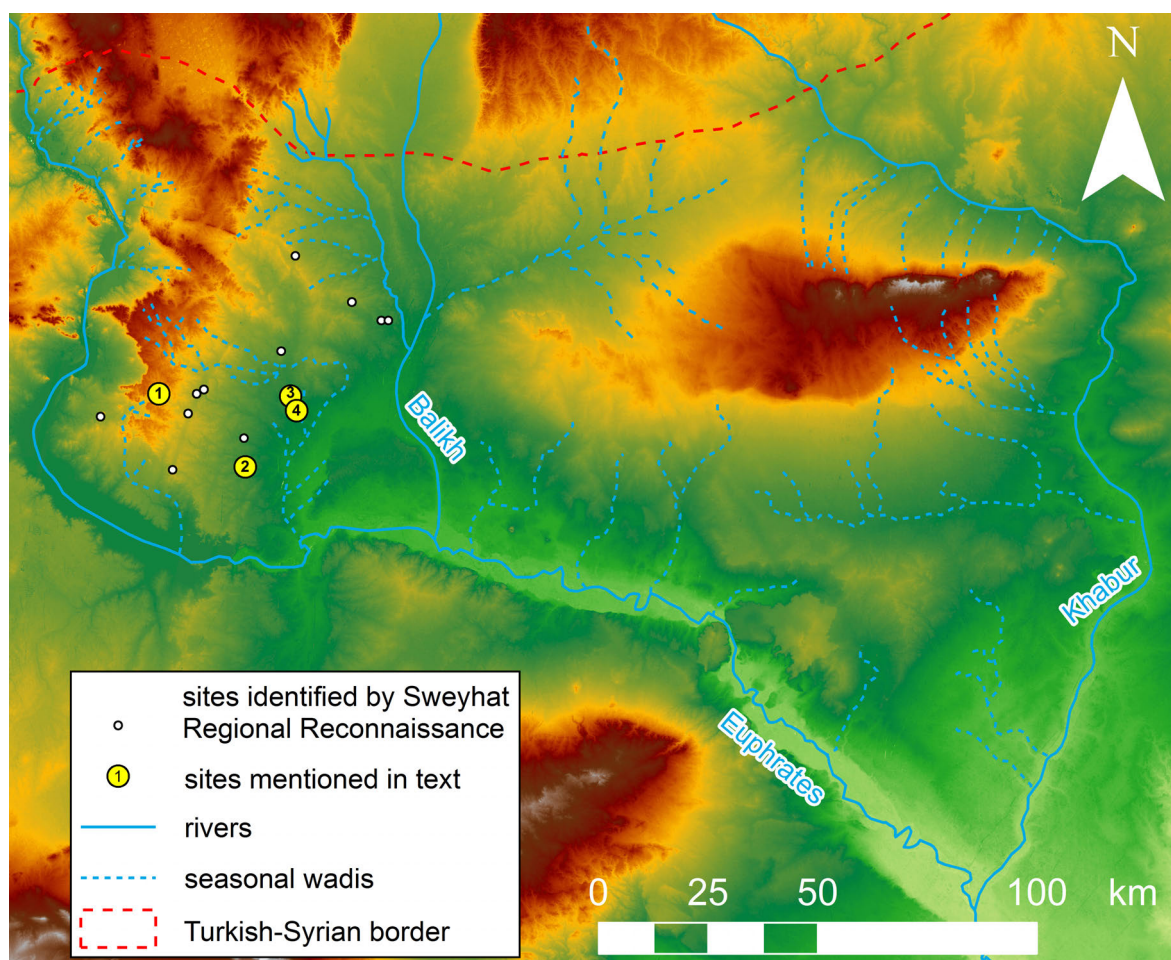 N
1
3
4
2
Balikh
Khabur
Euphrates
sites identified by Sweyhat
Regional Reconnaissance
1 sites mentioned in text
rivers
seasonal wadis
Turkish-Syrian border
0 25 50 100 km